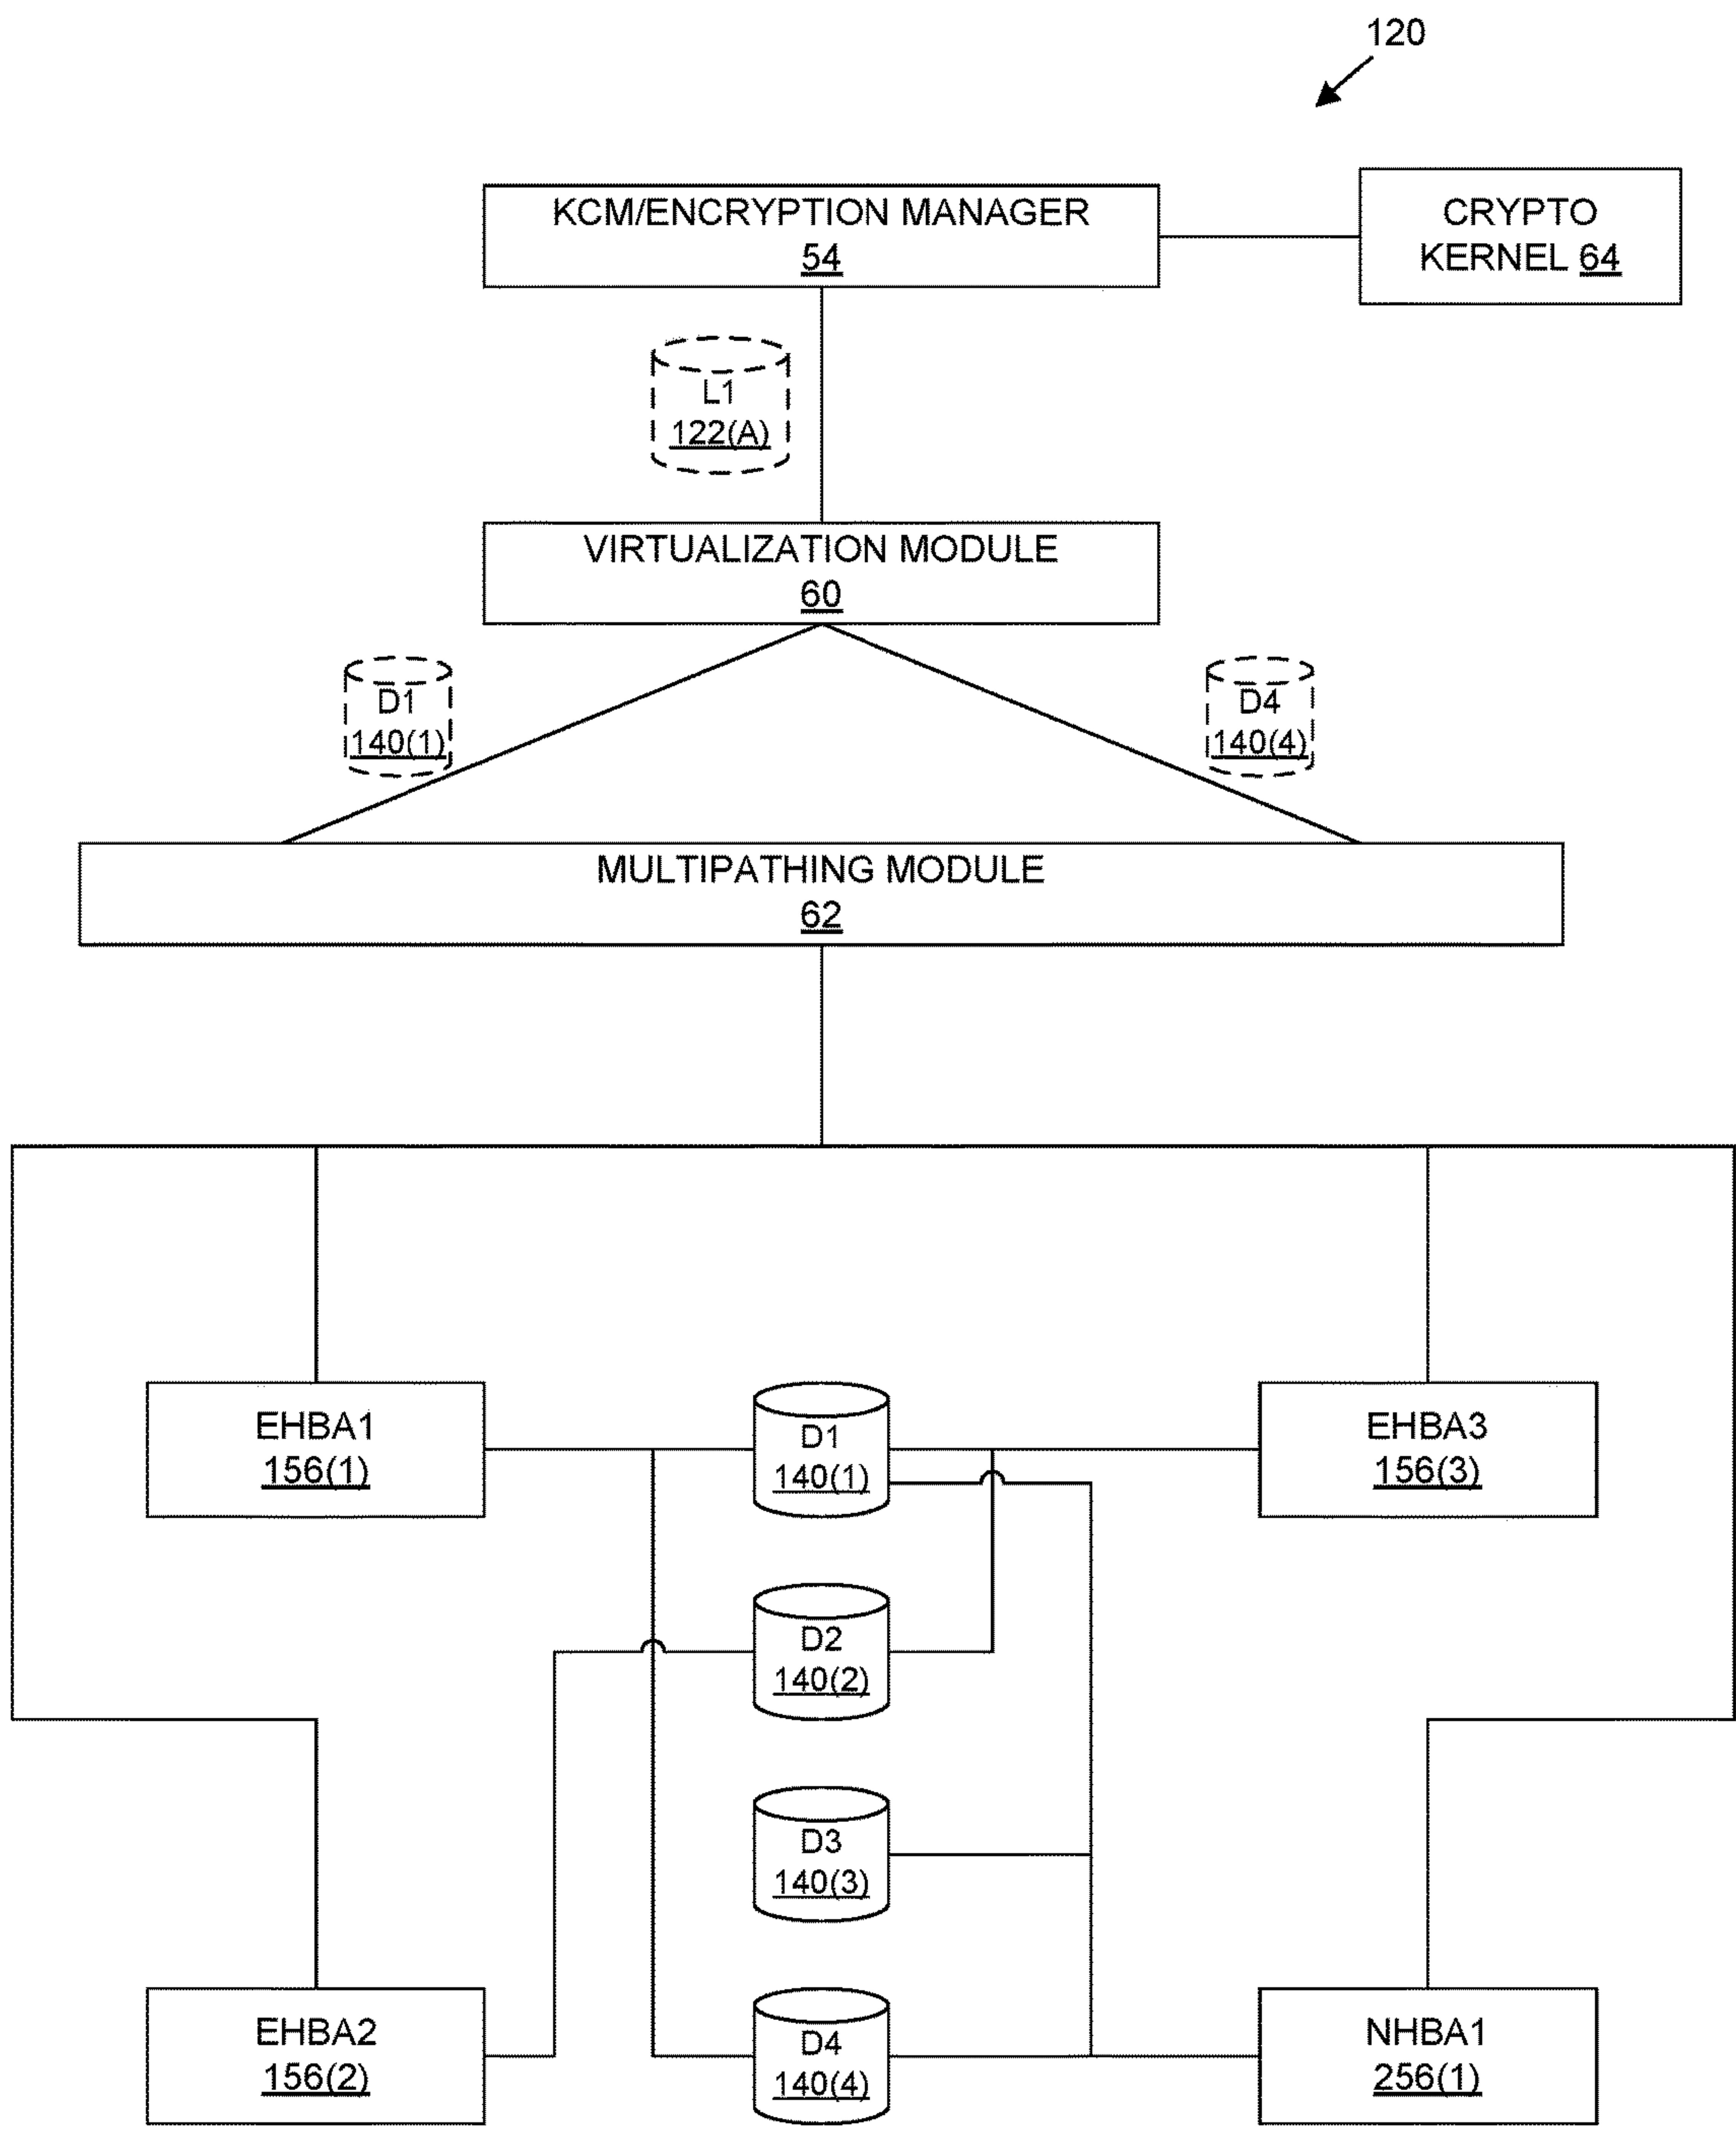 120
KCM/ENCRYPTION MANAGER
54
CRYPTO
KERNEL 64
L1
122(A)
VIRTUALIZATION MODULE
60
D1
140(1)
D4
140(4)
MULTIPATHING MODULE
62
EHBA1
156(1)
D1
140(1)
EHBA3
156(3)
D2
140(2)
D3
140(3)
EHBA2
156(2)
D4
140(4)
NHBA1
256(1)